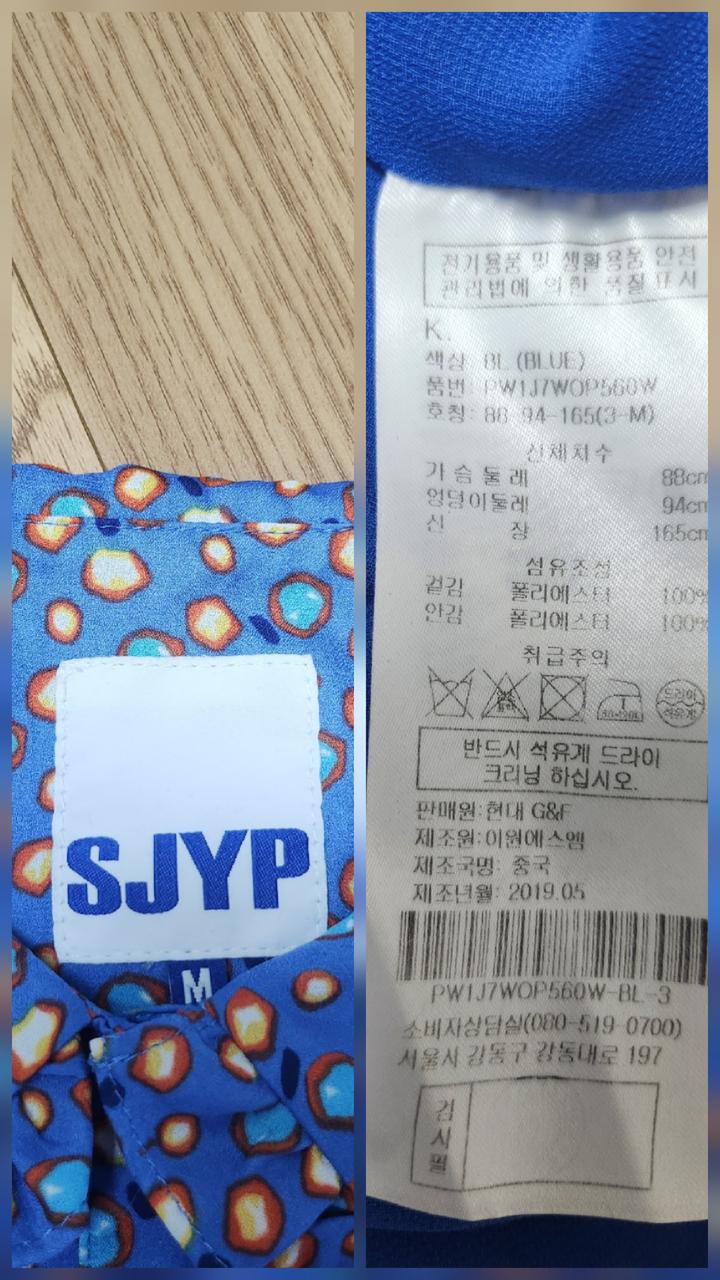 SJYP
M
전기용품 및 생활용품 안전
관리법에 의한 품질 표시
K.
색상: BL (BLUE)
품번: PW1J7WOP560W
호칭: 88-94-165(3-M)
신체치수
가슴둘레 88cm
엉덩이둘레 94cm
신장 165cm
섬유조성
겉감 폴리에스터 100%
안감 폴리에스터 100%
취급주의
드라이
석유계
반드시 석유계 드라이
크리닝 하십시오.
판매원:현대 G&F
제조원:이원에스엠
제조국명: 중국
제조년월: 2019.05
PW1J7WOP560W-BL-3
소비자상담실(080-519-0700)
서울시 강동구 강동대로 197
검
사
필